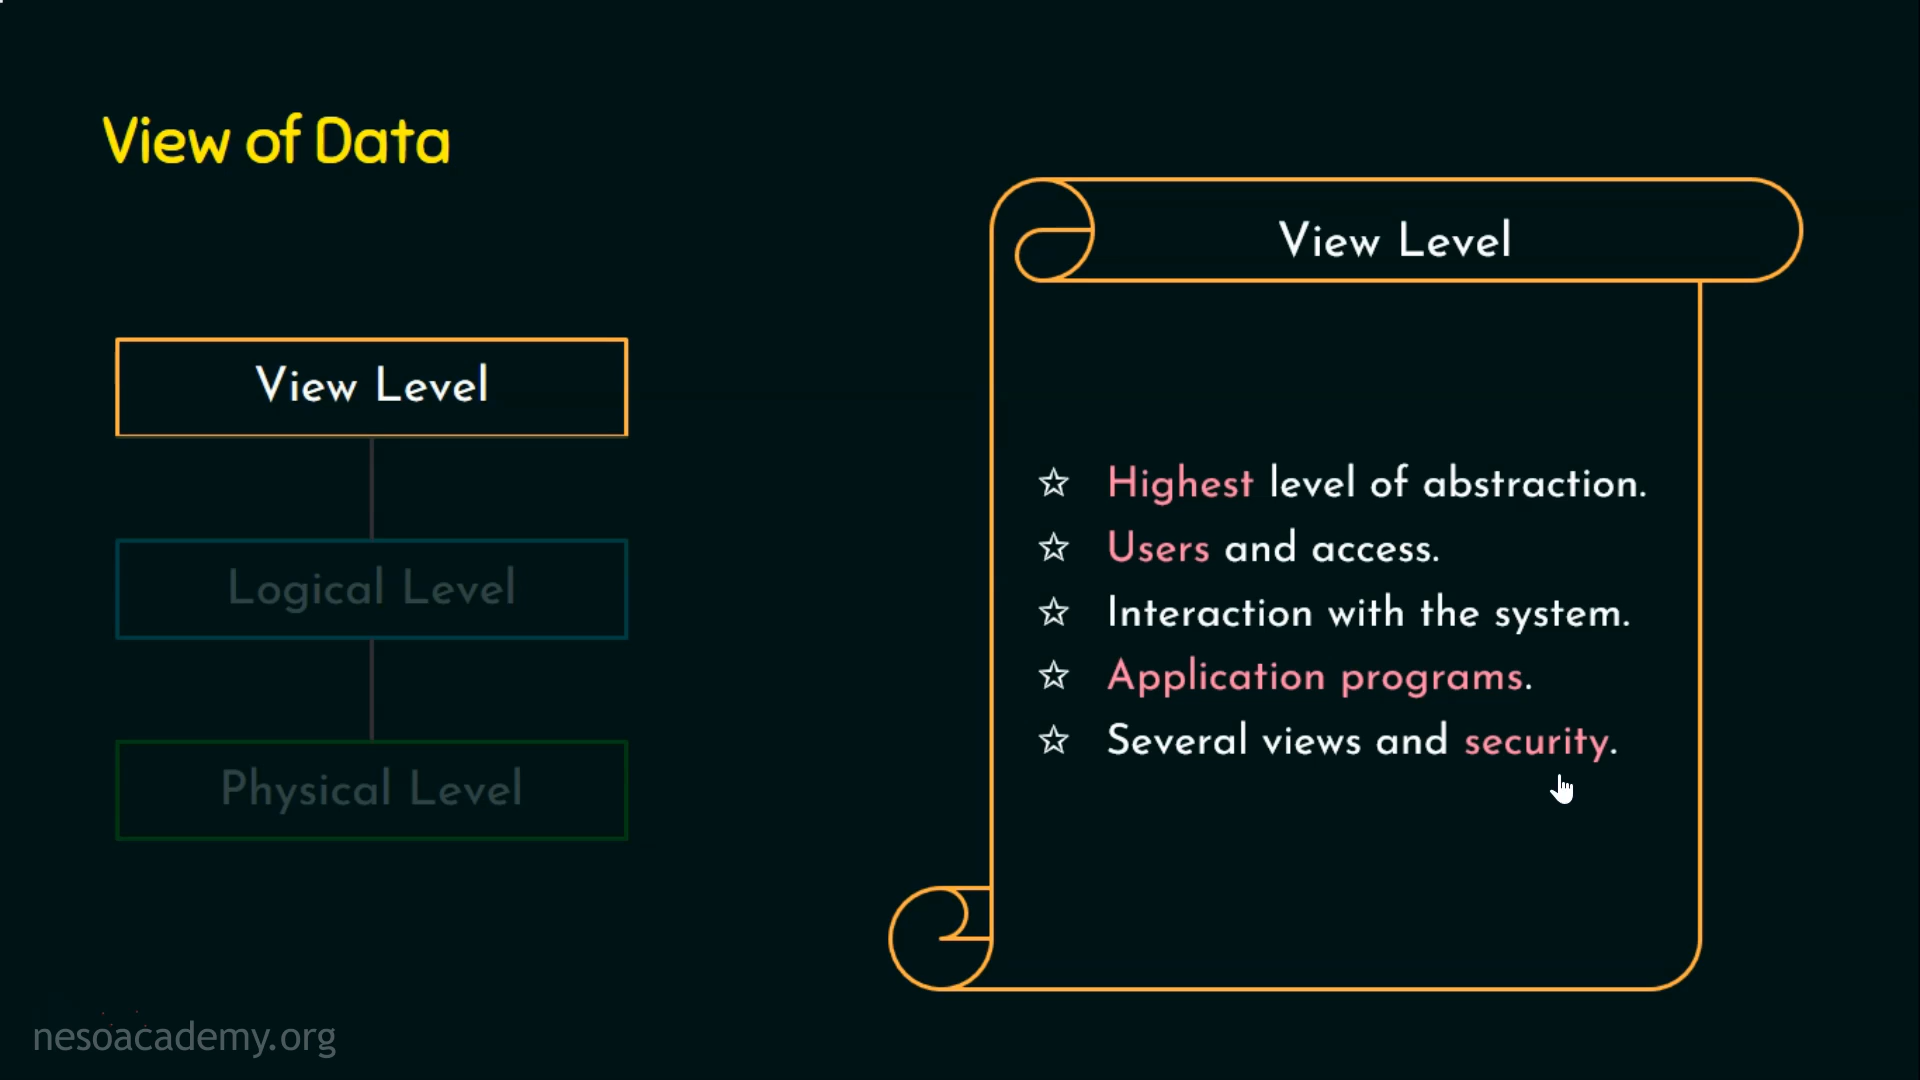 View of Data
View Level
Logical Level
Physical Level
View Level
☆ Highest level of abstraction.
☆ Users and access.
☆ Interaction with the system.
☆ Application programs.
☆ Several views and security.
nesoacademy.org